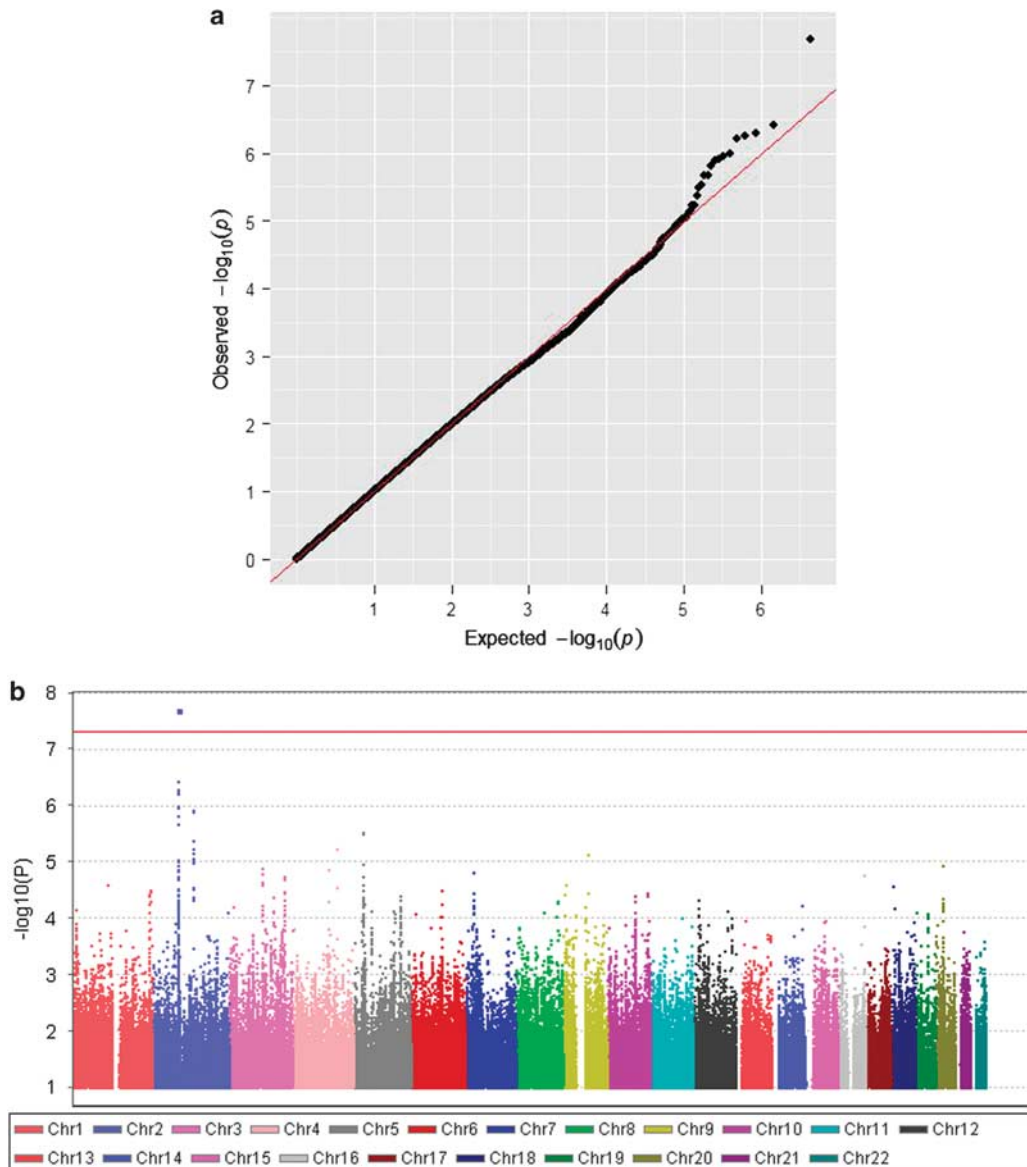 a
7
6
5
4
3
2
1
0
Observed −log10(p)
1 2 3 4 5 6
Expected −log10(p)
b
8
7
6
5
4
3
2
1
-log10(P)
Chr1 Chr2 Chr3 Chr4 Chr5 Chr6 Chr7 Chr8 Chr9 Chr10 Chr11 Chr12
Chr13 Chr14 Chr15 Chr16 Chr17 Chr18 Chr19 Chr20 Chr21 Chr22